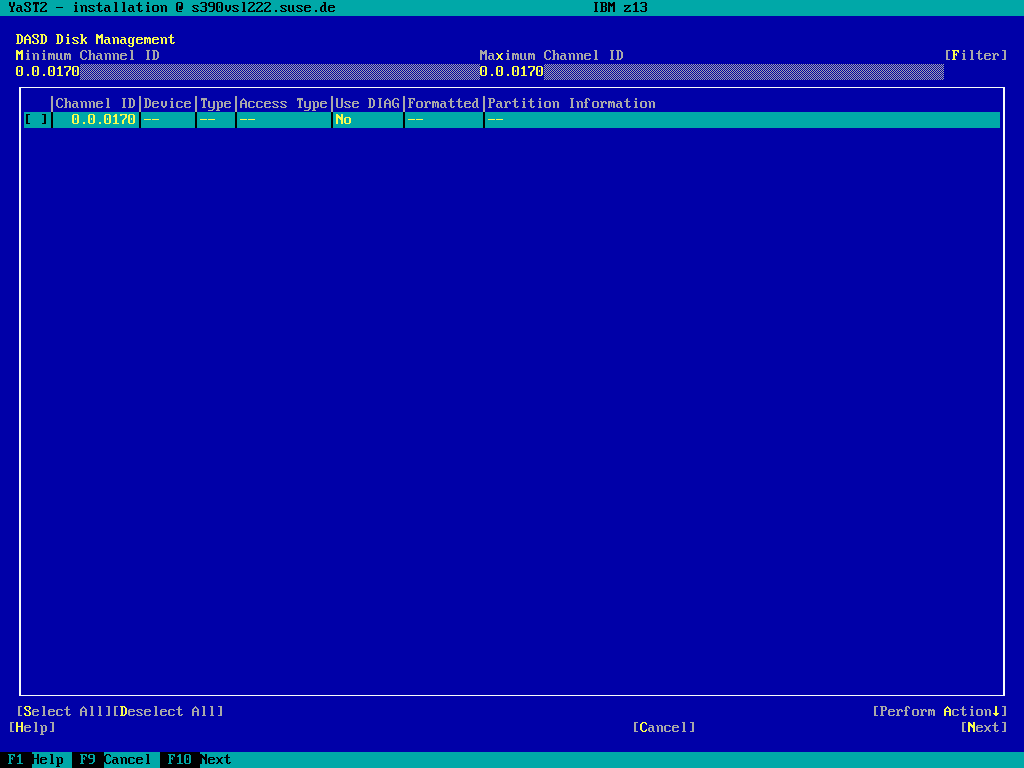 YaST2 - installation @ s390vsl222.suse.de IBM z13
DASD Disk Management
Minimum Channel ID Maximum Channel ID [Filter]
0.0.0170 0.0.0170
|Channel ID|Device|Type|Access Type|Use DIAG|Formatted|Partition Information
[ ]| 0.0.0170|-- |-- |-- |No |-- |--
[Select All][Deselect All] [Perform Action↓]
[Help] [Cancel] [Next]
F1 Help F9 Cancel F10 Next